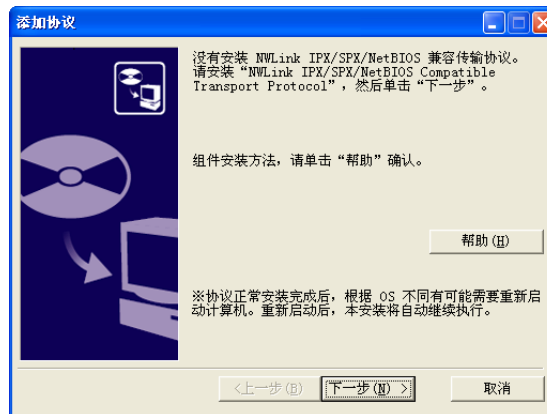 添加协议
没有安装 NWLink IPX/SPX/NetBIOS 兼容传输协议。
请安装“NWLink IPX/SPX/NetBIOS Compatible
Transport Protocol”，然后单击“下一步”。
组件安装方法，请单击“帮助”确认。
帮助(H)
※协议正常安装完成后，根据 OS 不同有可能需要重新启
动计算机。重新启动后，本安装将自动继续执行。
<上一步(B)
下一步(N) >
取消